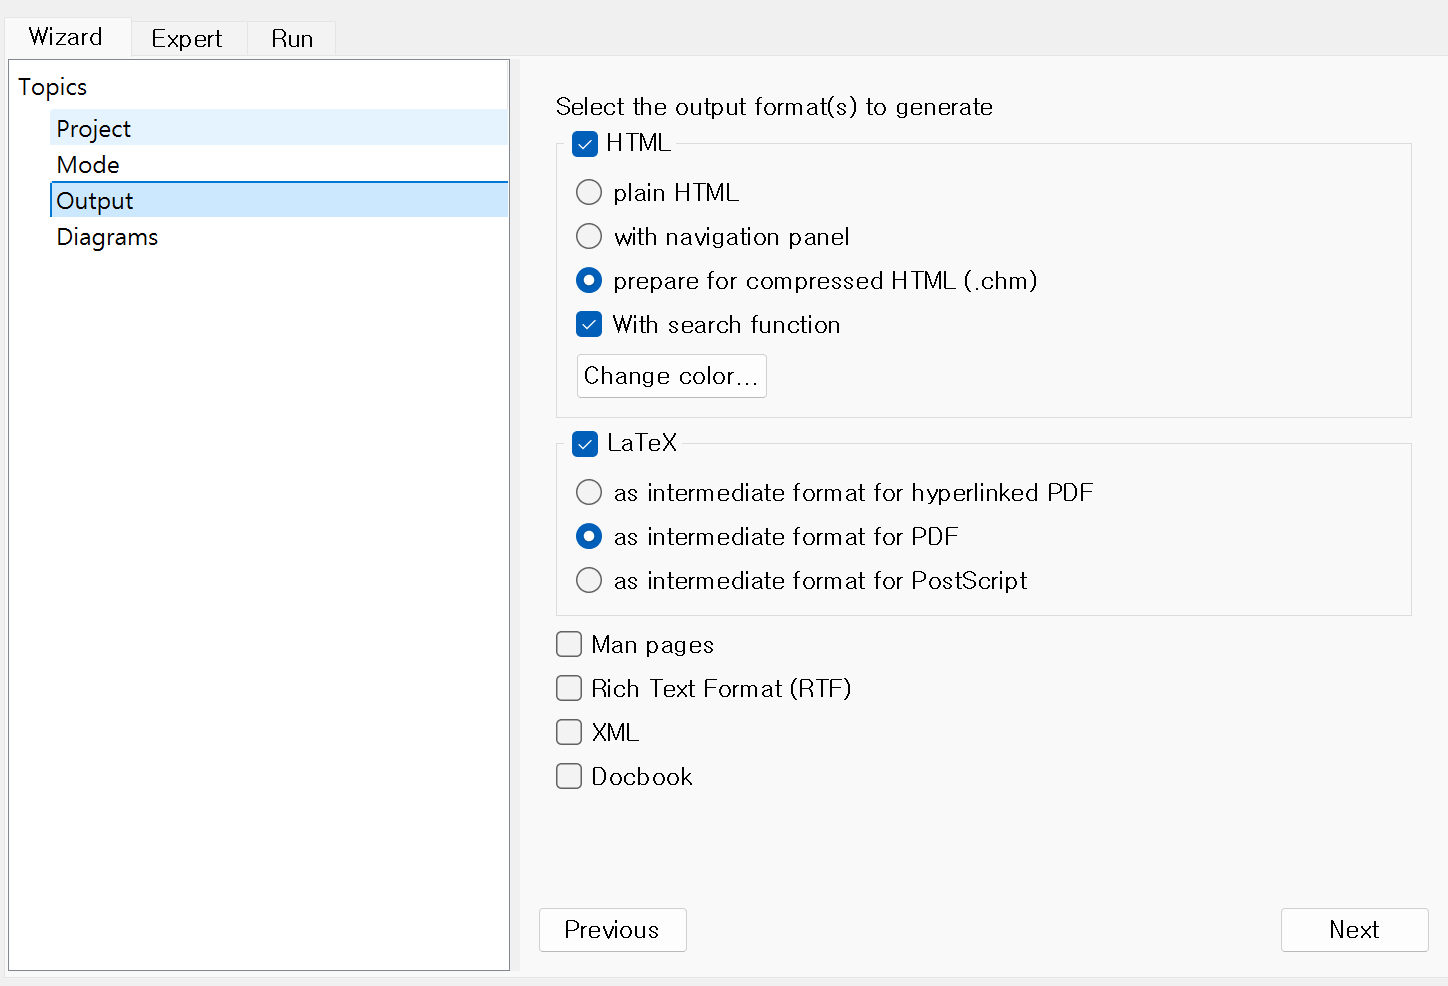 Wizard Expert Run
Topics
Project
Mode
Output
Diagrams
Select the output format(s) to generate
HTML
plain HTML
with navigation panel
prepare for compressed HTML (.chm)
With search function
Change color...
LaTeX
as intermediate format for hyperlinked PDF
as intermediate format for PDF
as intermediate format for PostScript
Man pages
Rich Text Format (RTF)
XML
Docbook
Previous Next